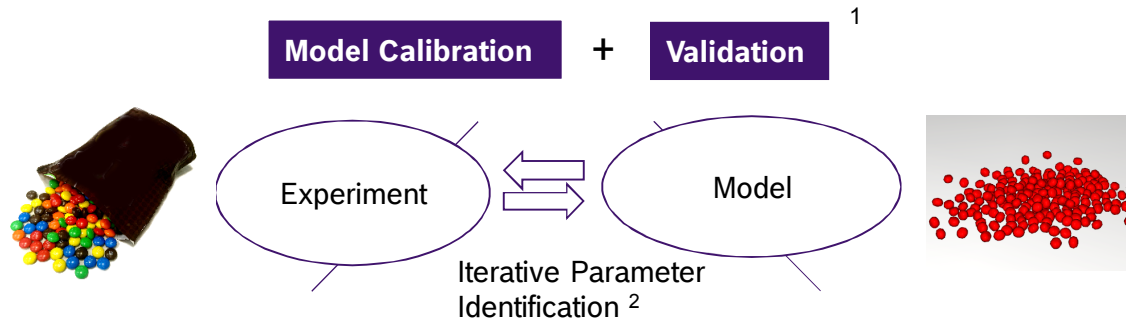 1
Model Calibration + Validation
Experiment
Model
Iterative Parameter
Identification 2